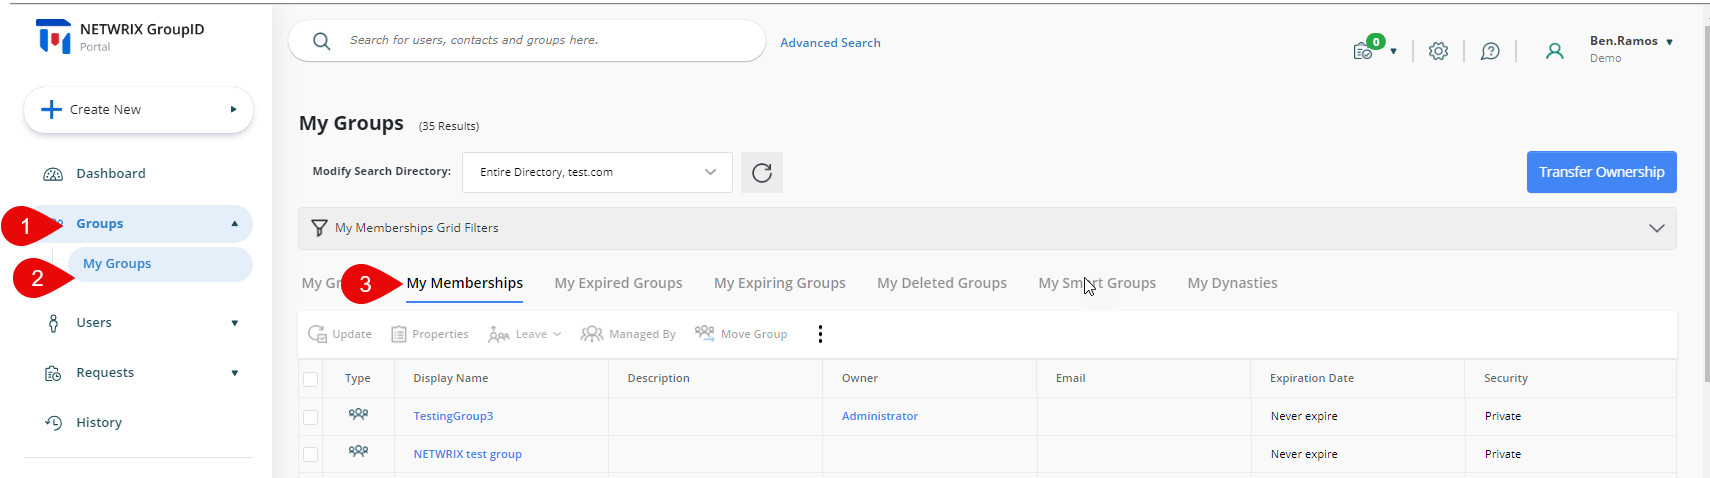 NETWRIX GroupID
Portal
Search for users, contacts and groups here.
Advanced Search
0
Ben.Ramos
Demo
Create New
My Groups (35 Results)
Modify Search Directory:
Entire Directory, test.com
Transfer Ownership
Dashboard
1
Groups
2
My Groups
Users
Requests
History
My Memberships Grid Filters
My Gr
3
My Memberships
My Expired Groups
My Expiring Groups
My Deleted Groups
My Smart Groups
My Dynasties
Update
Properties
Leave
Managed By
Move Group
Type Display Name Description Owner Email Expiration Date Security
TestingGroup3 Administrator Never expire Private
NETWRIX test group Never expire Private